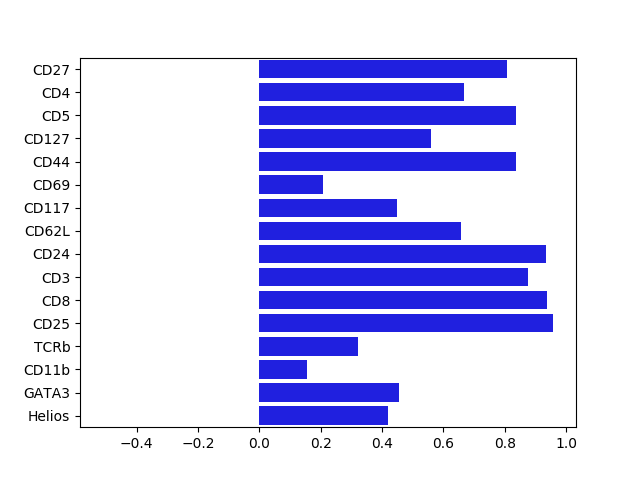 CD27
CD4
CD5
CD127
CD44
CD69
CD117
CD62L
CD24
CD3
CD8
CD25
TCRb
CD11b
GATA3
Helios
−0.4 −0.2 0.0 0.2 0.4 0.6 0.8 1.0